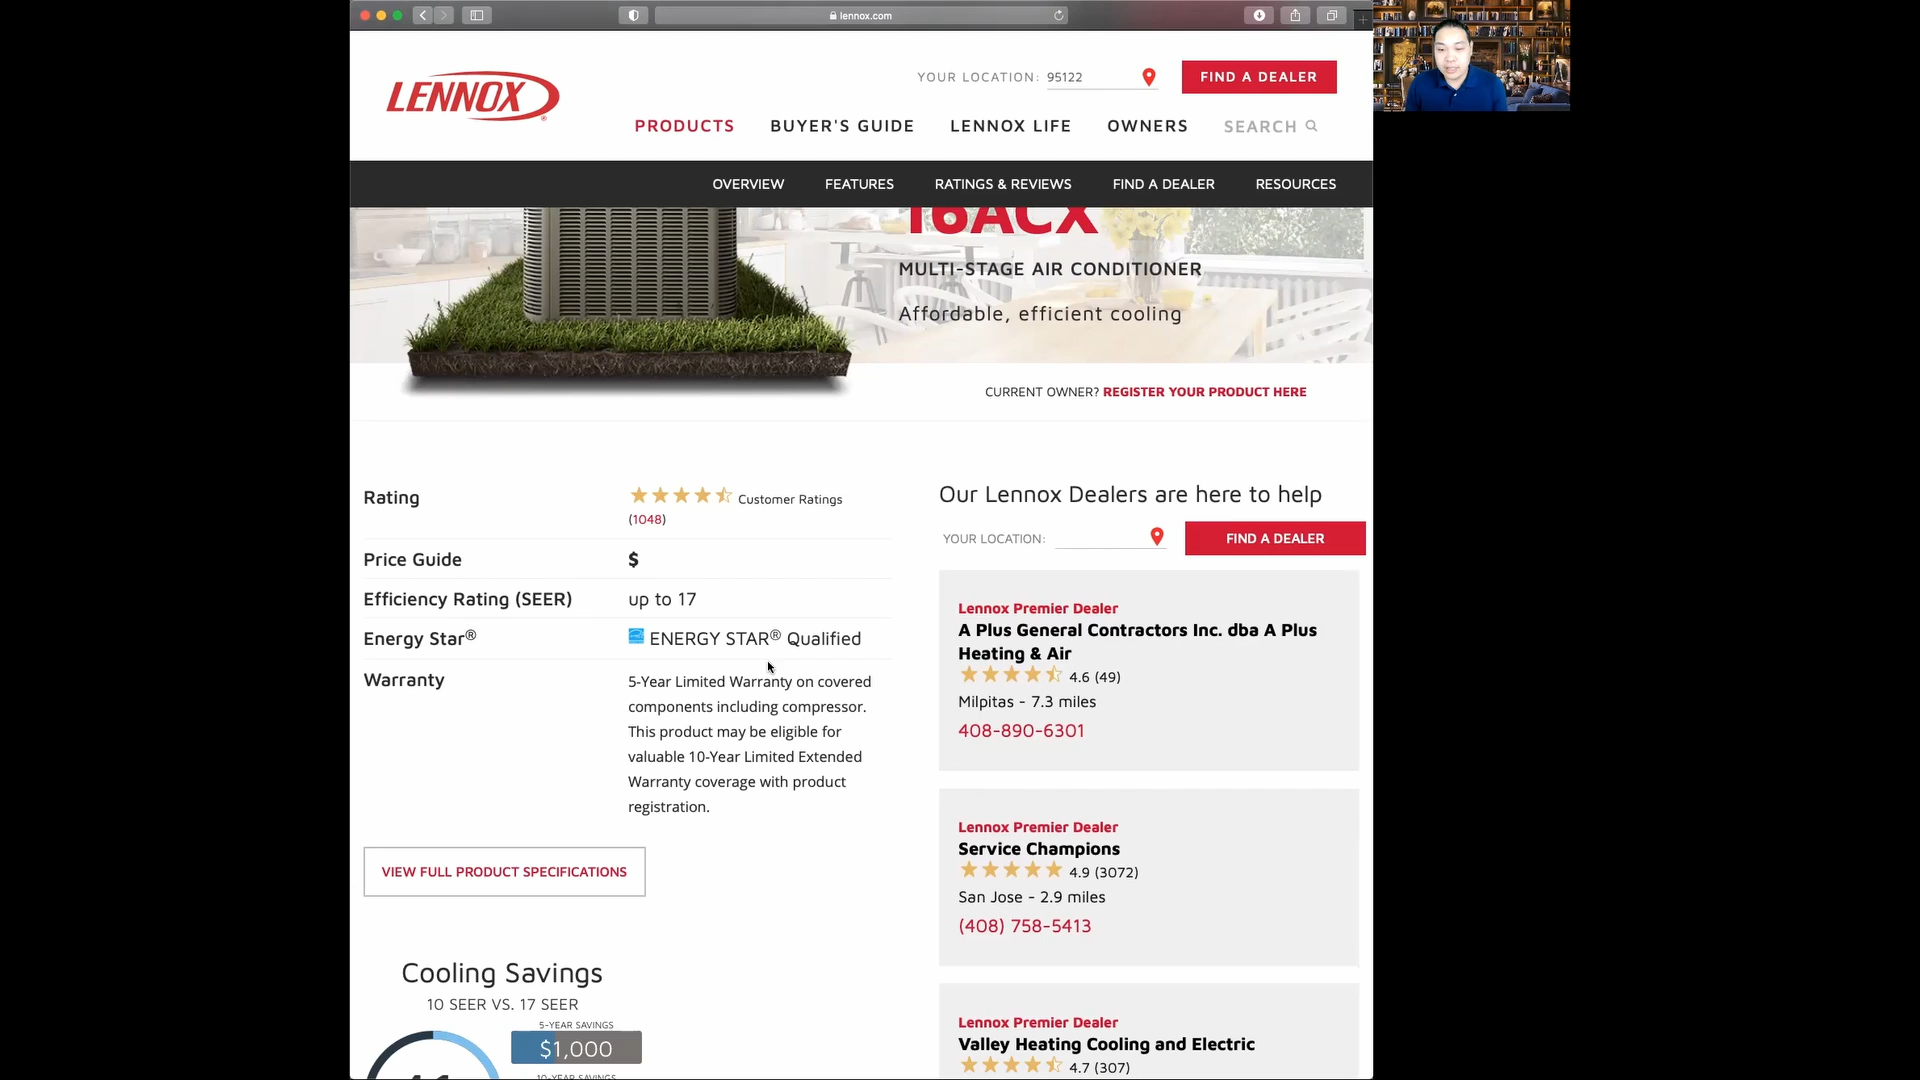 lennox.com
LENNOX
YOUR LOCATION: 95122
FIND A DEALER
PRODUCTS
BUYER'S GUIDE
LENNOX LIFE
OWNERS
SEARCH
OVERVIEW
FEATURES
RATINGS & REVIEWS
FIND A DEALER
RESOURCES
16ACX
MULTI-STAGE AIR CONDITIONER
Affordable, efficient cooling
CURRENT OWNER? REGISTER YOUR PRODUCT HERE
Rating
Customer Ratings
(1048)
Price Guide
$
Efficiency Rating (SEER)
up to 17
Energy Star®
ENERGY STAR® Qualified
Warranty
5-Year Limited Warranty on covered
components including compressor.
This product may be eligible for
valuable 10-Year Limited Extended
Warranty coverage with product
registration.
VIEW FULL PRODUCT SPECIFICATIONS
Cooling Savings
10 SEER VS. 17 SEER
5-YEAR SAVINGS
$1,000
10-YEAR SAVINGS
Our Lennox Dealers are here to help
YOUR LOCATION:
FIND A DEALER
Lennox Premier Dealer
A Plus General Contractors Inc. dba A Plus
Heating & Air
4.6 (49)
Milpitas - 7.3 miles
408-890-6301
Lennox Premier Dealer
Service Champions
4.9 (3072)
San Jose - 2.9 miles
(408) 758-5413
Lennox Premier Dealer
Valley Heating Cooling and Electric
4.7 (307)